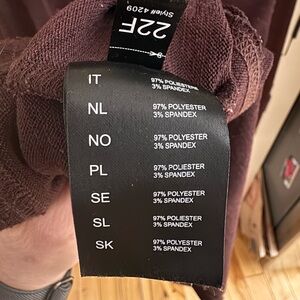 22F
Style# 4209
IT 97% POLIESTERE
3% SPANDEX
NL 97% POLYESTER
3% SPANDEX
NO 97% POLYESTER
3% SPANDEX
PL 97% POLIESTER
3% SPANDEX
SE 97% POLYESTER
3% SPANDEX
SL 97% POLIESTER
3% SPANDEX
SK 97% POLYESTER
3% SPANDEX